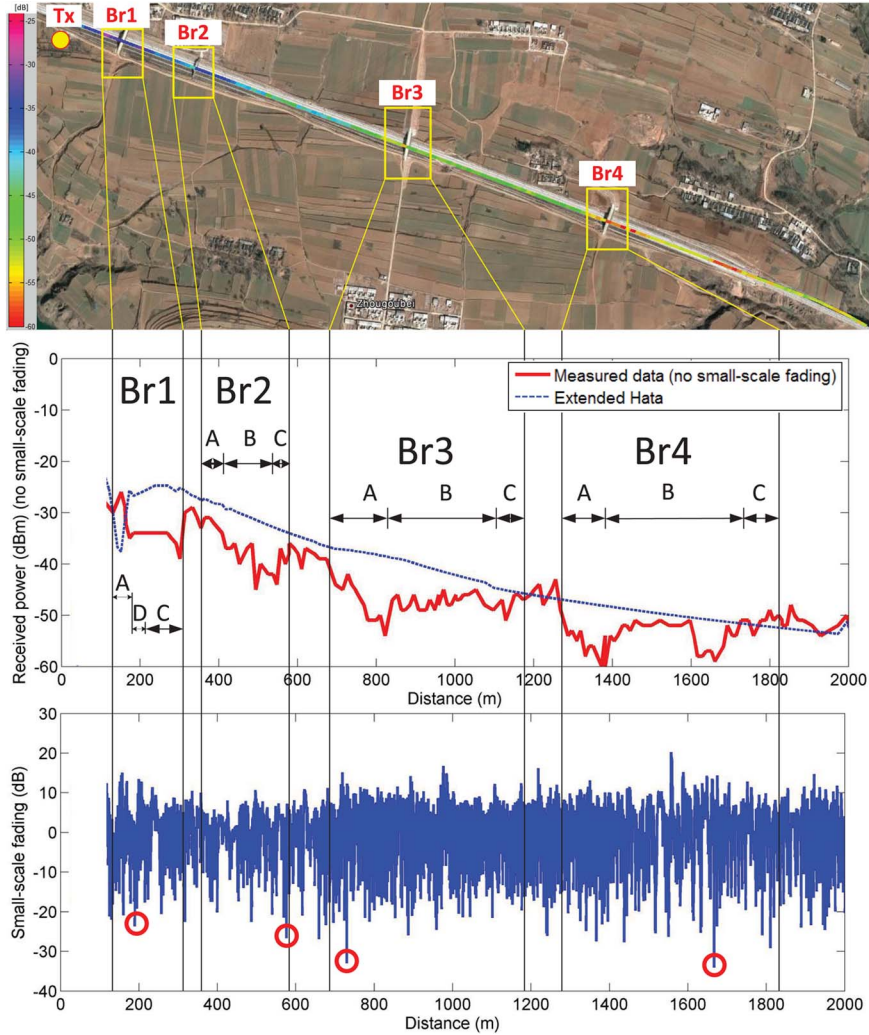 [dB]
-25
-30
-35
-40
-45
-50
-55
-60
Tx
Br1
Br2
Br3
Br4
Zhougoubei
0
-10
-20
-30
-40
-50
-60
Received power (dBm) (no small-scale fading)
Br1
Br2
Br3
Br4
Measured data (no small-scale fading)
Extended Hata
A B C
A B C
A B C
A
D C
0 200 400 600 800 1000 1200 1400 1600 1800 2000
Distance (m)
30
20
10
0
-10
-20
-30
-40
Small-scale fading (dB)
0 200 400 600 800 1000 1200 1400 1600 1800 2000
Distance (m)